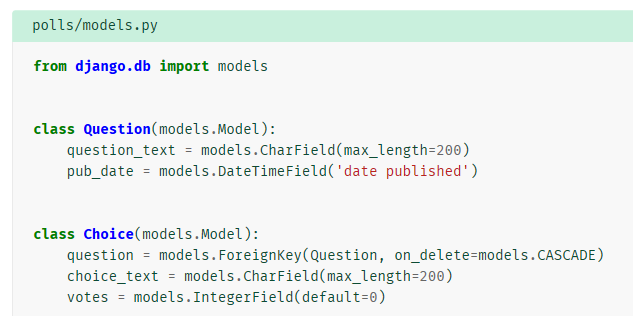 polls/models.py
from django.db import models
class Question(models.Model):
    question_text = models.CharField(max_length=200)
    pub_date = models.DateTimeField('date published')
class Choice(models.Model):
    question = models.ForeignKey(Question, on_delete=models.CASCADE)
    choice_text = models.CharField(max_length=200)
    votes = models.IntegerField(default=0)